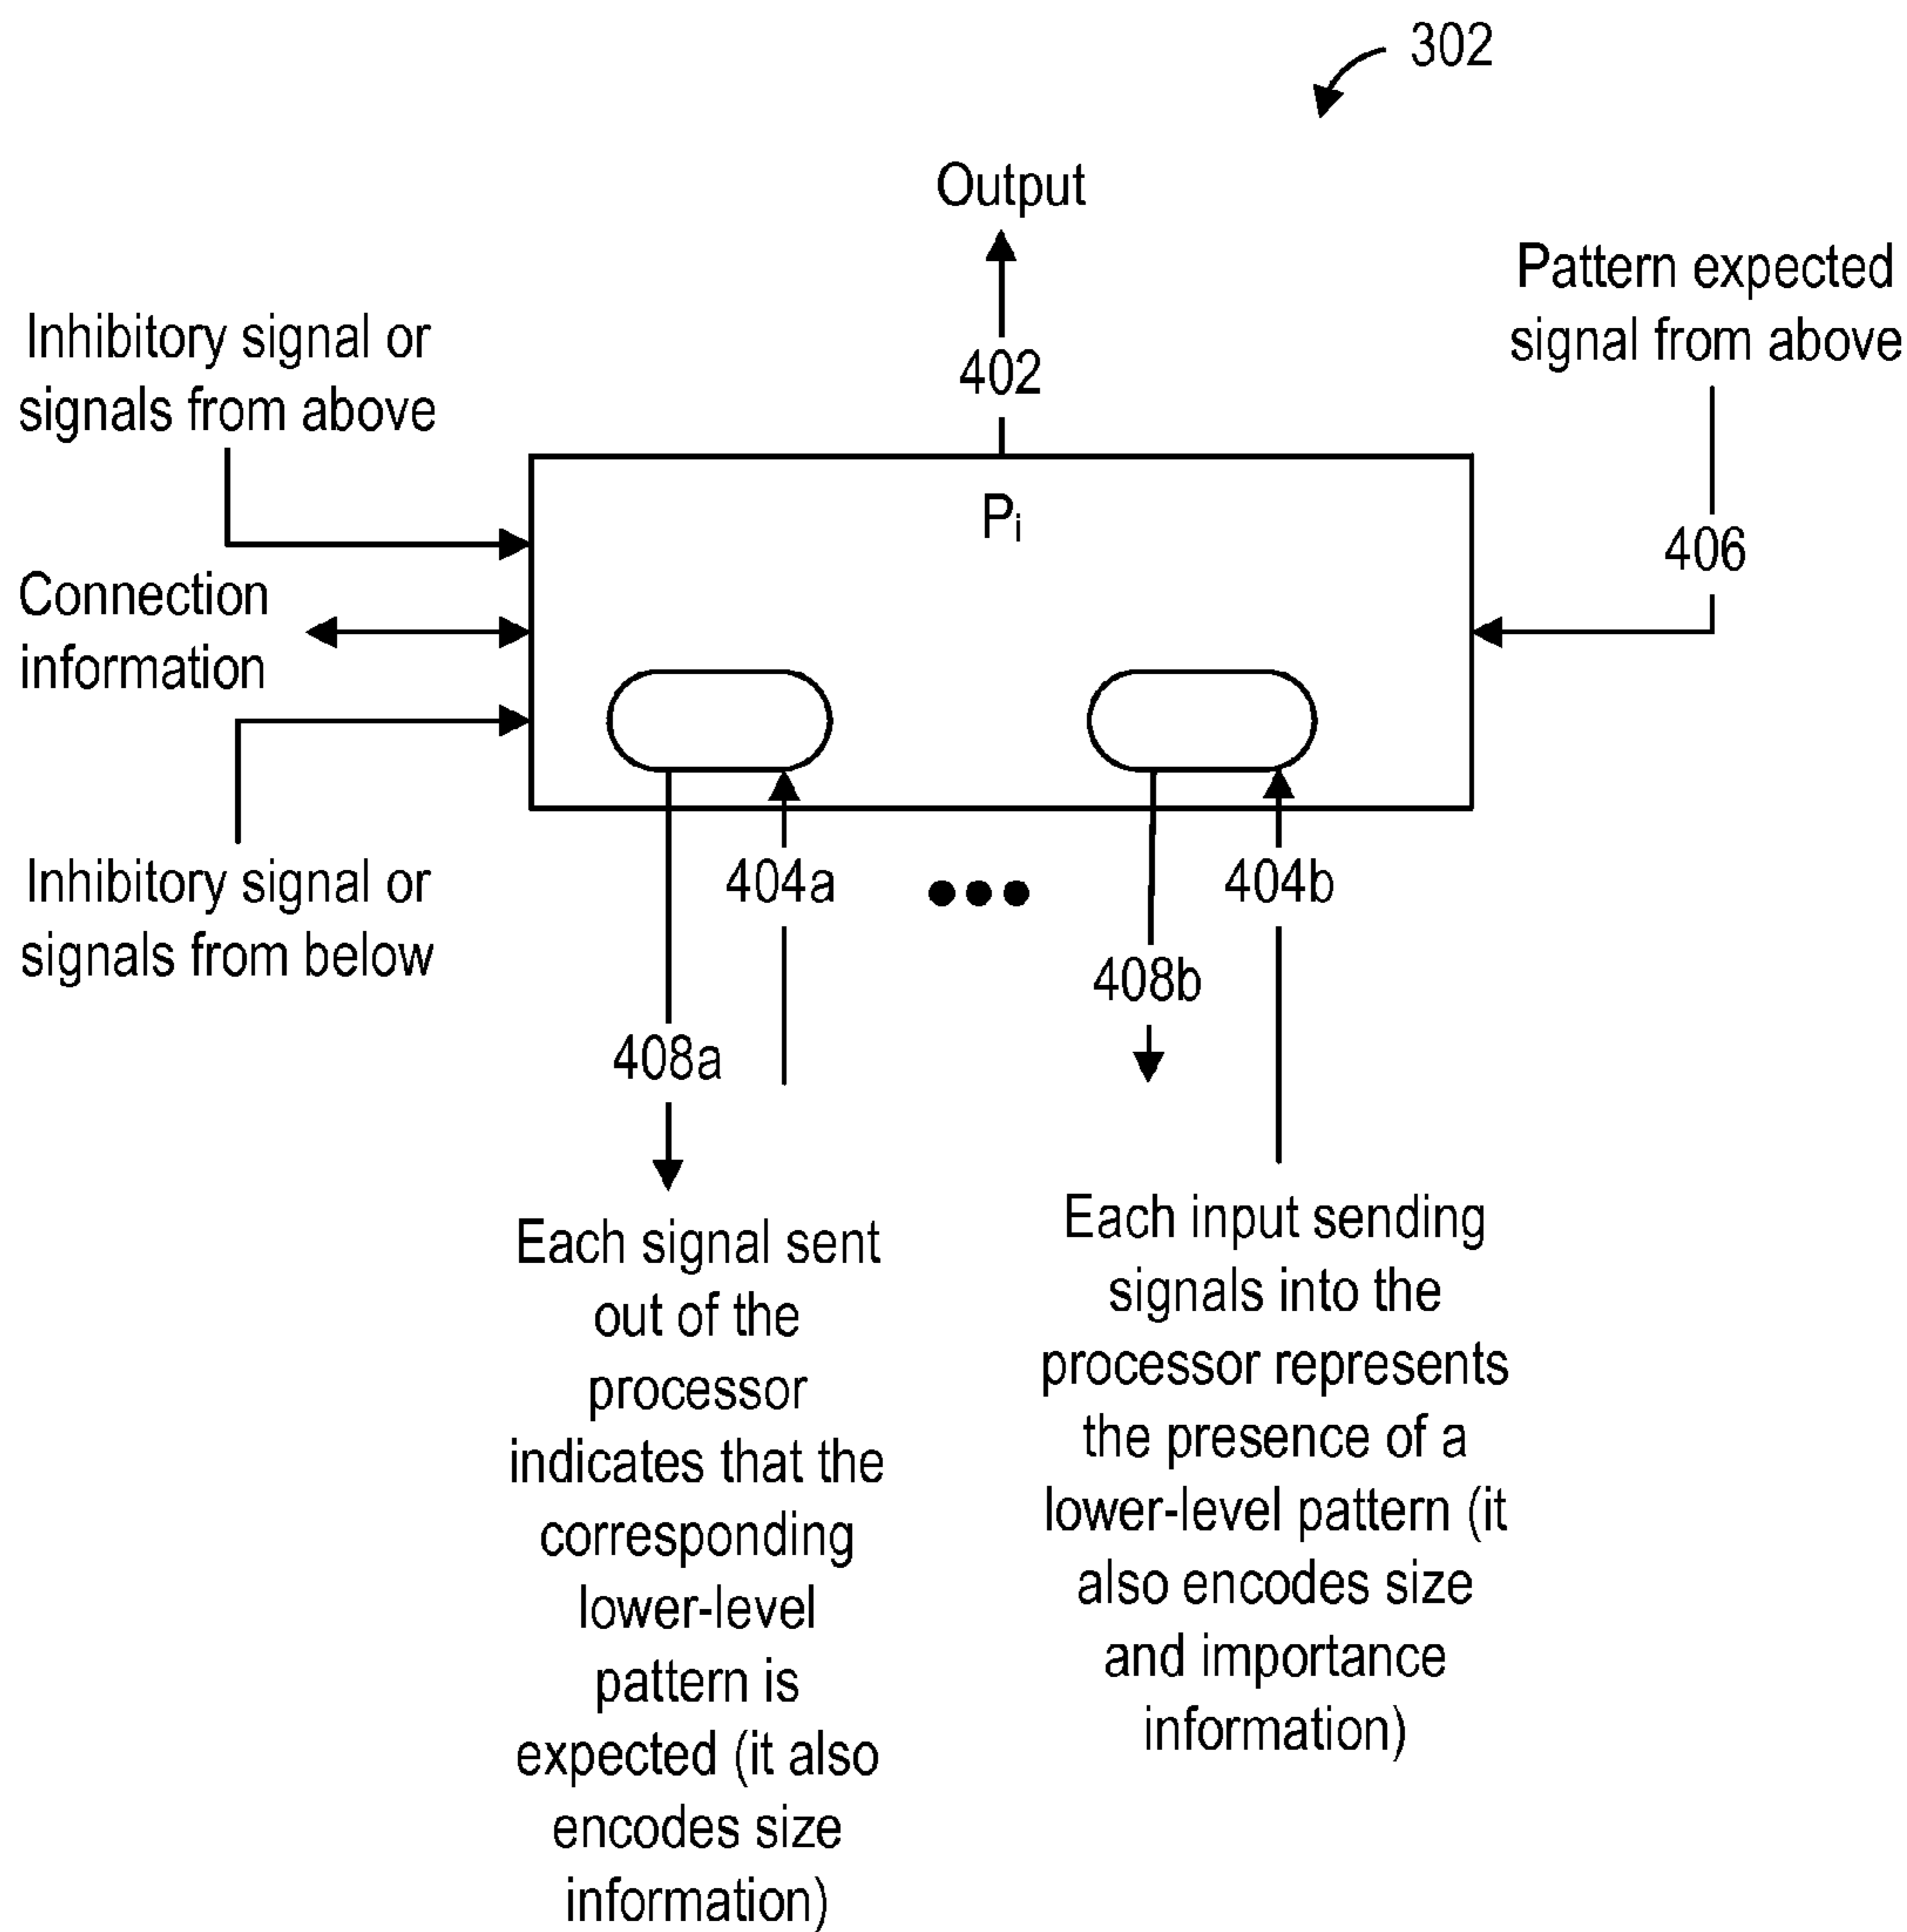 302
Output
Pattern expected
signal from above
Inhibitory signal or
signals from above
402
Pi
406
Connection
information
Inhibitory signal or
signals from below
404a
404b
408b
408a
Each signal sent
out of the
processor
indicates that the
corresponding
lower-level
pattern is
expected (it also
encodes size
information)
Each input sending
signals into the
processor represents
the presence of a
lower-level pattern (it
also encodes size
and importance
information)